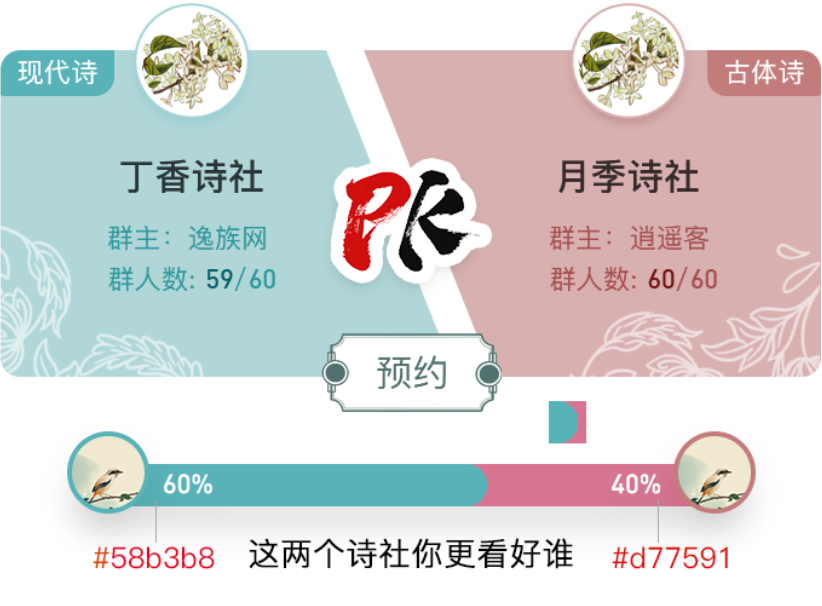 现代诗
古体诗
丁香诗社
月季诗社
PK
群主：逸族网
群主：逍遥客
群人数: 59/60
群人数: 60/60
预约
60%
40%
#58b3b8
这两个诗社你更看好谁
#d77591